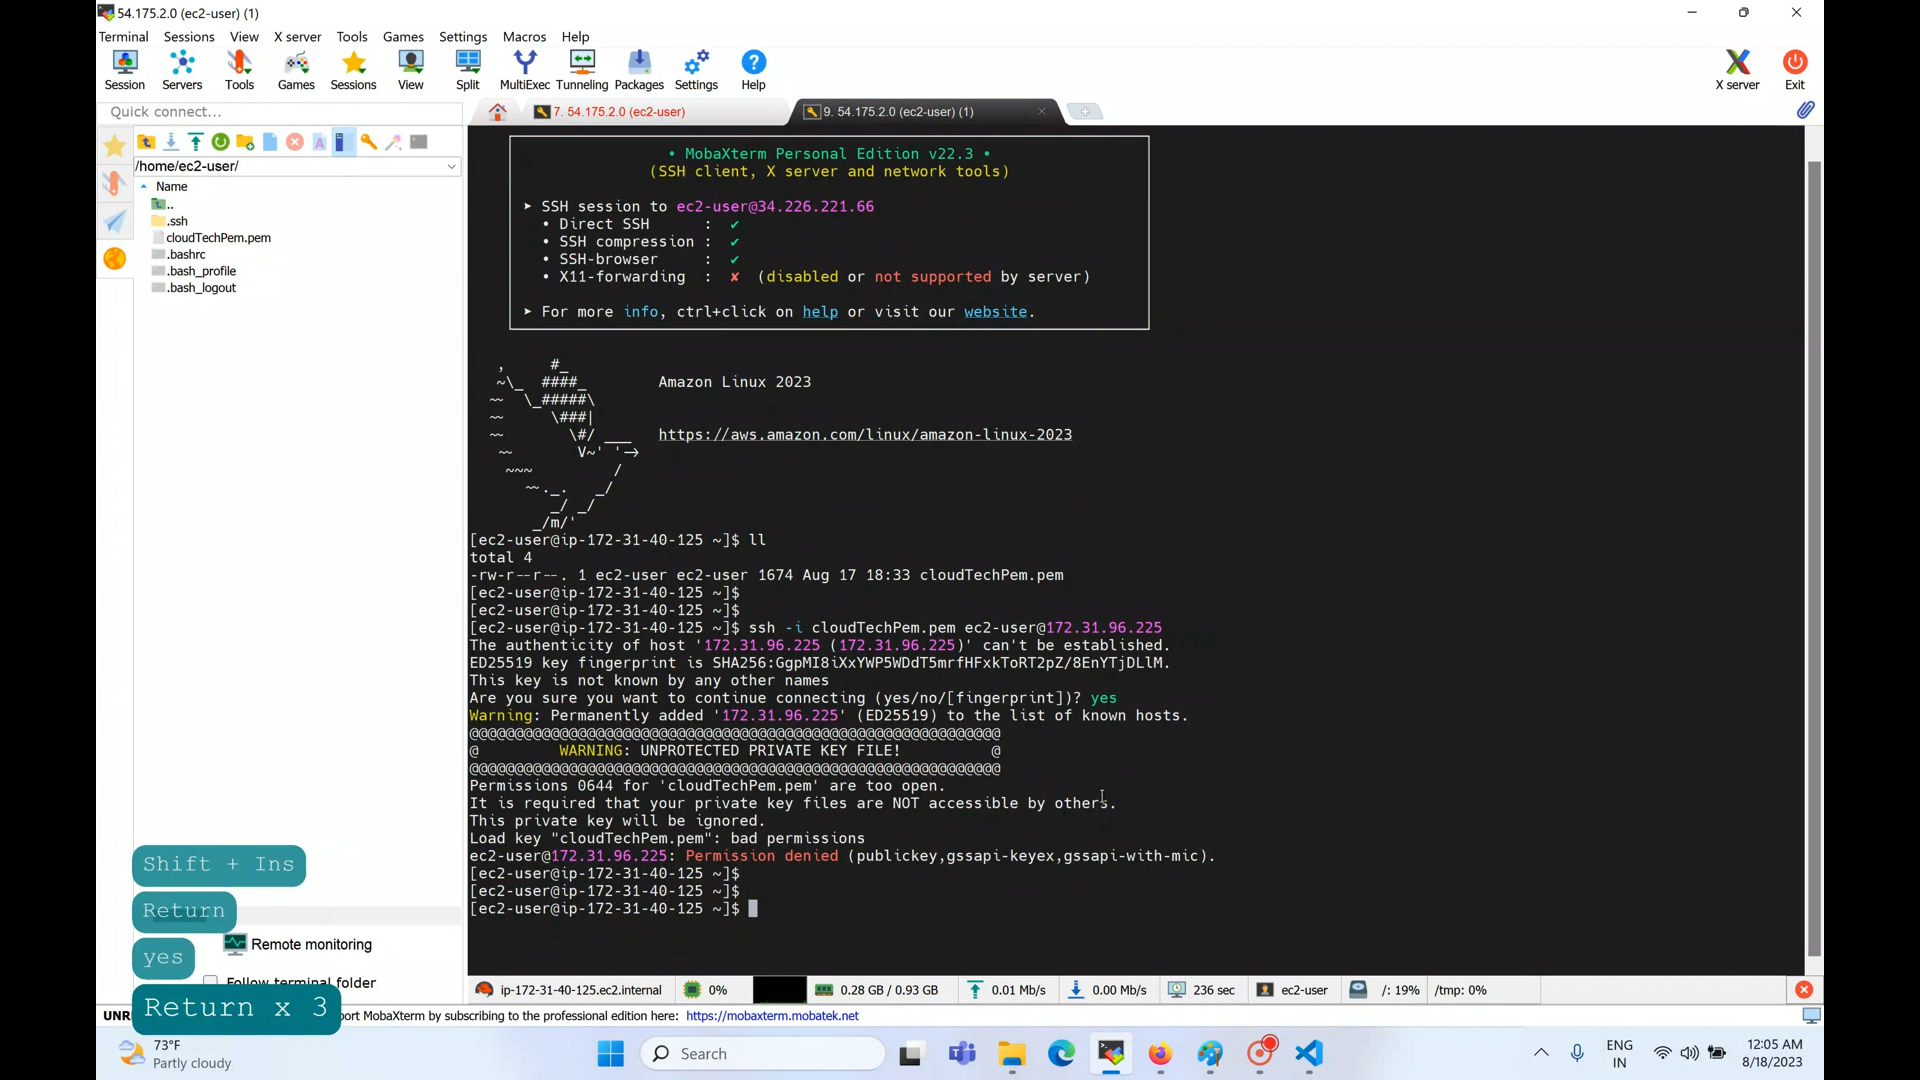 54.175.2.0 (ec2-user) (1)
Terminal Sessions View X server Tools Games Settings Macros Help
Session Servers Tools Games Sessions View Split MultiExec Tunneling Packages Settings Help X server Exit
Quick connect...
7. 54.175.2.0 (ec2-user)
9. 54.175.2.0 (ec2-user) (1)
/home/ec2-user/
Name
..
.ssh
cloudTechPem.pem
.bashrc
.bash_profile
.bash_logout
• MobaXterm Personal Edition v22.3 •
(SSH client, X server and network tools)
➤ SSH session to ec2-user@34.226.221.66
• Direct SSH : ✔
• SSH compression : ✔
• SSH-browser : ✔
• X11-forwarding : ✘ (disabled or not supported by server)
➤ For more info, ctrl+click on help or visit our website.
,     #_
~\_  ####_        Amazon Linux 2023
~~  \_#####\
~~     \###|
~~       \#/ ___   https://aws.amazon.com/linux/amazon-linux-2023
~~       V~' '->
~~~         /
~~._.   _/
_/ _/
_/m/'
[ec2-user@ip-172-31-40-125 ~]$ ll
total 4
-rw-r--r--. 1 ec2-user ec2-user 1674 Aug 17 18:33 cloudTechPem.pem
[ec2-user@ip-172-31-40-125 ~]$
[ec2-user@ip-172-31-40-125 ~]$
[ec2-user@ip-172-31-40-125 ~]$ ssh -i cloudTechPem.pem ec2-user@172.31.96.225
The authenticity of host '172.31.96.225 (172.31.96.225)' can't be established.
ED25519 key fingerprint is SHA256:GgpMI8iXxYWP5WDdT5mrfHFxkToRT2pZ/8EnYTjDLlM.
This key is not known by any other names
Are you sure you want to continue connecting (yes/no/[fingerprint])? yes
Warning: Permanently added '172.31.96.225' (ED25519) to the list of known hosts.
@@@@@@@@@@@@@@@@@@@@@@@@@@@@@@@@@@@@@@@@@@@@@@@@@@@@@@@@@@@
@         WARNING: UNPROTECTED PRIVATE KEY FILE!          @
@@@@@@@@@@@@@@@@@@@@@@@@@@@@@@@@@@@@@@@@@@@@@@@@@@@@@@@@@@@
Permissions 0644 for 'cloudTechPem.pem' are too open.
It is required that your private key files are NOT accessible by others.
This private key will be ignored.
Load key "cloudTechPem.pem": bad permissions
ec2-user@172.31.96.225: Permission denied (publickey,gssapi-keyex,gssapi-with-mic).
[ec2-user@ip-172-31-40-125 ~]$
[ec2-user@ip-172-31-40-125 ~]$
[ec2-user@ip-172-31-40-125 ~]$
Shift + Ins
Return
yes
Return x 3
Remote monitoring
Follow terminal folder
ip-172-31-40-125.ec2.internal 0% 0.28 GB / 0.93 GB 0.01 Mb/s 0.00 Mb/s 236 sec ec2-user /: 19% /tmp: 0%
UNR port MobaXterm by subscribing to the professional edition here: https://mobaxterm.mobatek.net
73°F
Partly cloudy
Search
ENG
IN
12:05 AM
8/18/2023